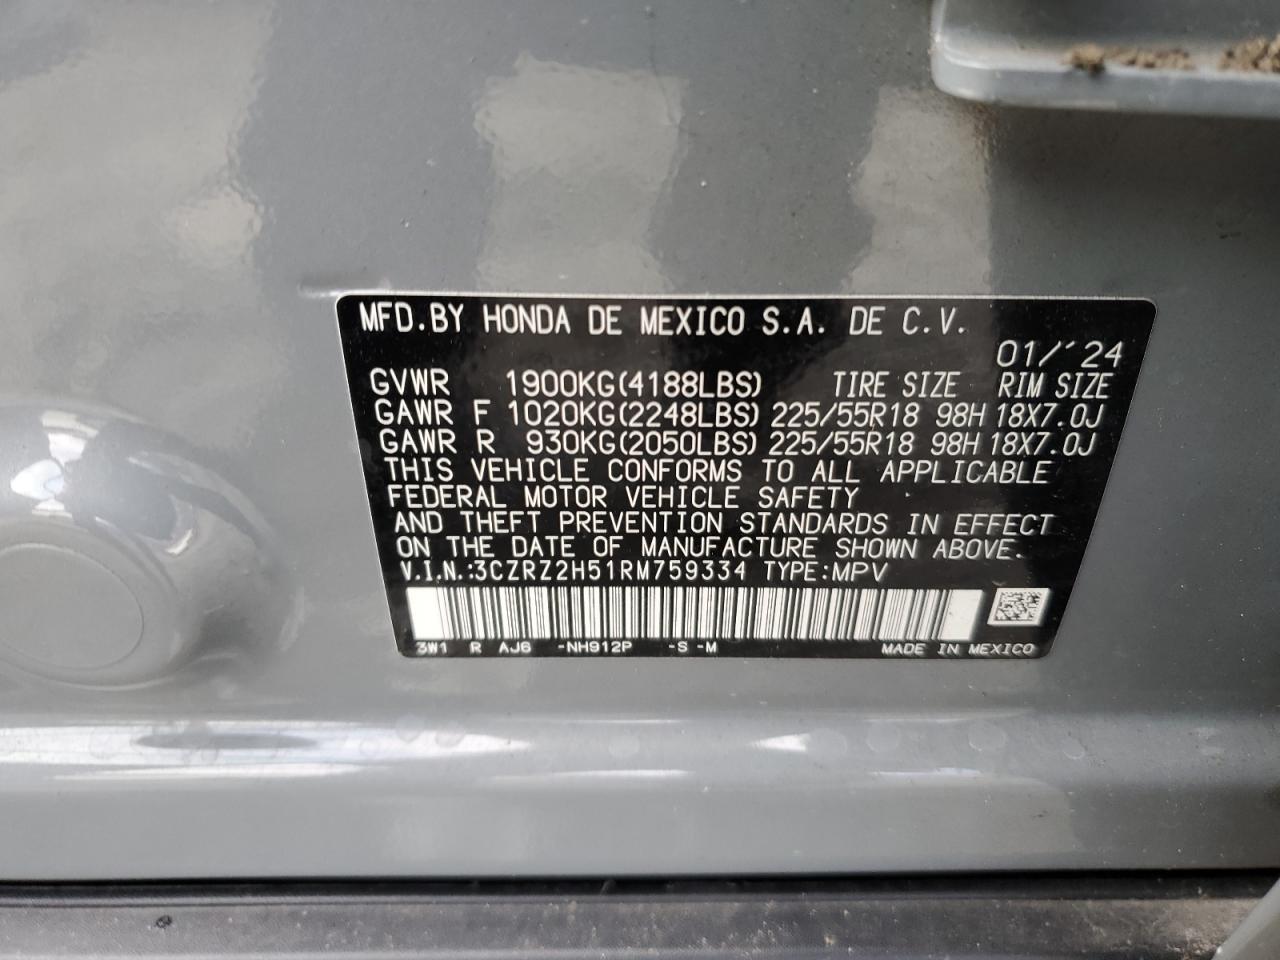 MFD.BY HONDA DE MEXICO S.A. DE C.V.
01/'24
GVWR 1900KG(4188LBS) TIRE SIZE RIM SIZE
GAWR F 1020KG(2248LBS) 225/55R18 98H 18X7.0J
GAWR R 930KG(2050LBS) 225/55R18 98H 18X7.0J
THIS VEHICLE CONFORMS TO ALL APPLICABLE
FEDERAL MOTOR VEHICLE SAFETY
AND THEFT PREVENTION STANDARDS IN EFFECT
ON THE DATE OF MANUFACTURE SHOWN ABOVE.
V.I.N.:3CZRZ2H51RM759334 TYPE:MPV
3W1 R AJ6 -NH912P -S -M MADE IN MEXICO